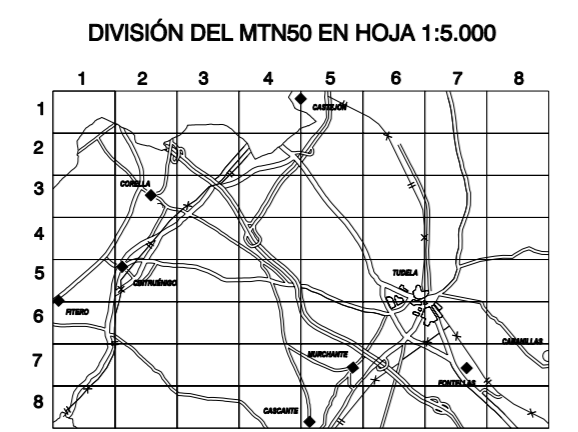 DIVISIÓN DEL MTN50 EN HOJA 1:5.000
1 2 3 4 5 6 7 8
1
CASTEJÓN
2
3
CORELLA
4
5
TUDELA
CINTRUÉNIGO
6
FITERO
CABANILLAS
7
MURCHANTE
FONTELLAS
8
CASCANTE